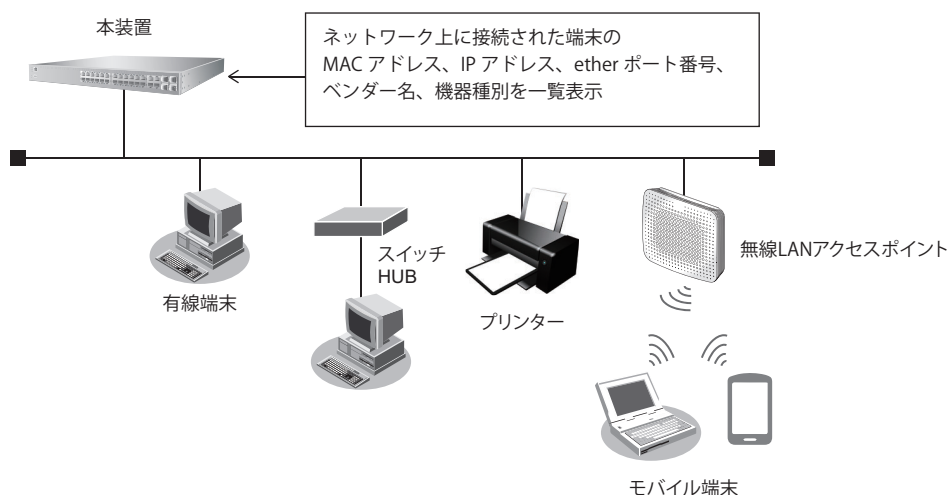 本装置
ネットワーク上に接続された端末の
MAC アドレス、IP アドレス、ether ポート番号、
ベンダー名、機器種別を一覧表示
有線端末
スイッチ
HUB
プリンター
無線LANアクセスポイント
モバイル端末